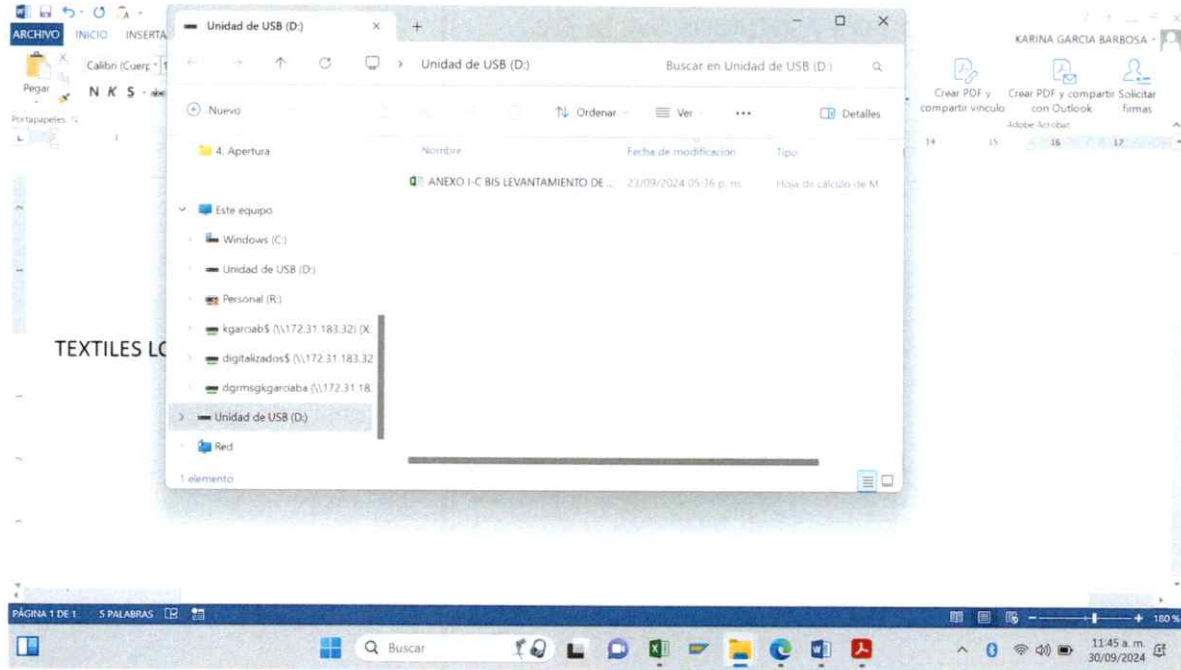 ARCHIVO INICIO INSERTA
KARINA GARCIA BARBOSA
Pegar
Calibri (Cuerp
N K S
Portapapeles
Crear PDF y compartir vínculo
Crear PDF y compartir con Outlook
Solicitar firmas
Adobe Acrobat
1
14 15 16 17
Unidad de USB (D:)
Unidad de USB (D:)
Buscar en Unidad de USB (D:)
Nuevo
Ordenar
Ver
Detalles
4. Apertura
Nombre Fecha de modificación Tipo
ANEXO I-C BIS LEVANTAMIENTO DE ... 23/09/2024 05:36 p. m. Hoja de cálculo de M
Este equipo
Windows (C:)
Unidad de USB (D:)
Personal (R:)
kgarciab$ (\\172.31.183.32) (X:
digitalizados$ (\\172.31.183.32
dgrmsgkgarciaba (\\172.31.18.
Unidad de USB (D:)
Red
1 elemento
TEXTILES LO
PÁGINA 1 DE 1 5 PALABRAS
180 %
Buscar
11:45 a. m.
30/09/2024